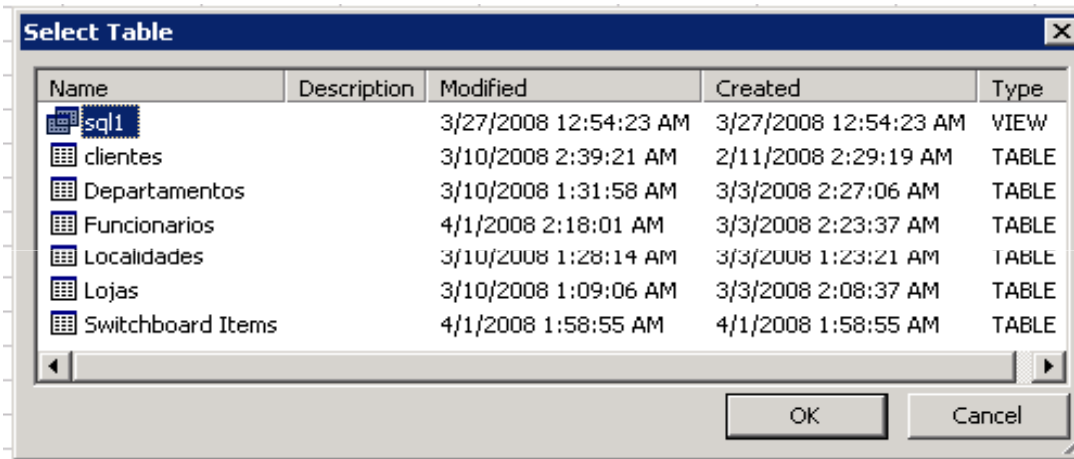 Select Table
Name Description Modified Created Type
sql1 3/27/2008 12:54:23 AM 3/27/2008 12:54:23 AM VIEW
clientes 3/10/2008 2:39:21 AM 2/11/2008 2:29:19 AM TABLE
Departamentos 3/10/2008 1:31:58 AM 3/3/2008 2:27:06 AM TABLE
Funcionarios 4/1/2008 2:18:01 AM 3/3/2008 2:23:37 AM TABLE
Localidades 3/10/2008 1:28:14 AM 3/3/2008 1:23:21 AM TABLE
Lojas 3/10/2008 1:09:06 AM 3/3/2008 2:08:37 AM TABLE
Switchboard Items 4/1/2008 1:58:55 AM 4/1/2008 1:58:55 AM TABLE
OK Cancel